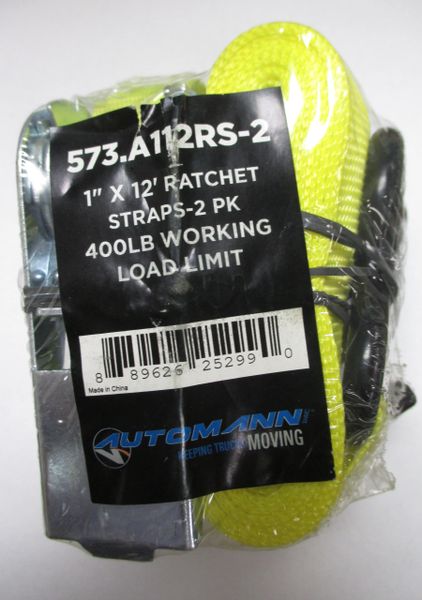 573.A112RS-2
1" X 12' RATCHET
STRAPS-2 PK
400LB WORKING
LOAD LIMIT
8 89626 25299 0
Made in China
AUTOMANN
KEEPING TRUCKS MOVING